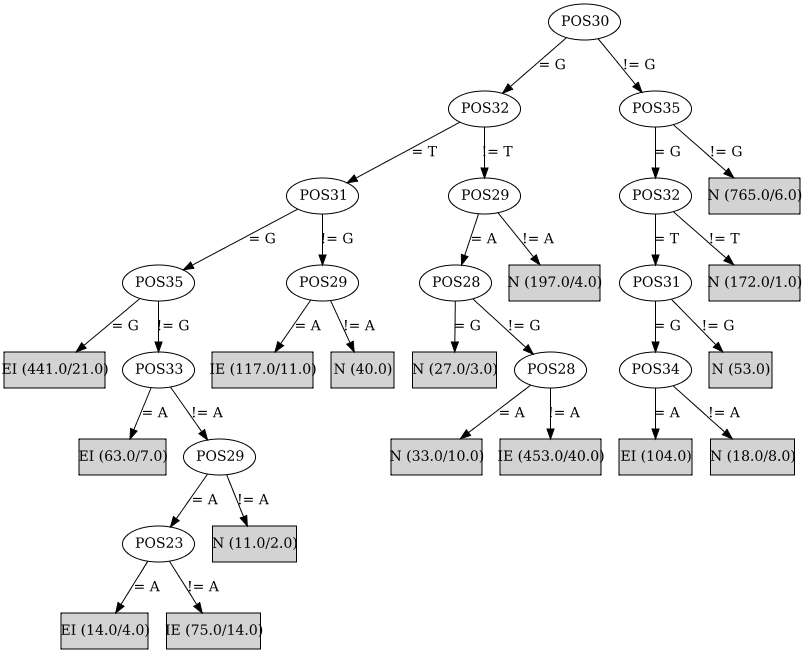 POS30
= G
!= G
POS32
POS35
= T
!= T
= G
!= G
POS31
POS29
POS32
N (765.0/6.0)
= G
!= G
= A
!= A
= T
!= T
POS35
POS29
POS28
N (197.0/4.0)
POS31
N (172.0/1.0)
= G
!= G
= A
!= A
= G
!= G
= G
!= G
EI (441.0/21.0)
POS33
IE (117.0/11.0)
N (40.0)
N (27.0/3.0)
POS28
POS34
N (53.0)
= A
!= A
= A
!= A
= A
!= A
EI (63.0/7.0)
POS29
N (33.0/10.0)
IE (453.0/40.0)
EI (104.0)
N (18.0/8.0)
= A
!= A
POS23
N (11.0/2.0)
= A
!= A
EI (14.0/4.0)
IE (75.0/14.0)